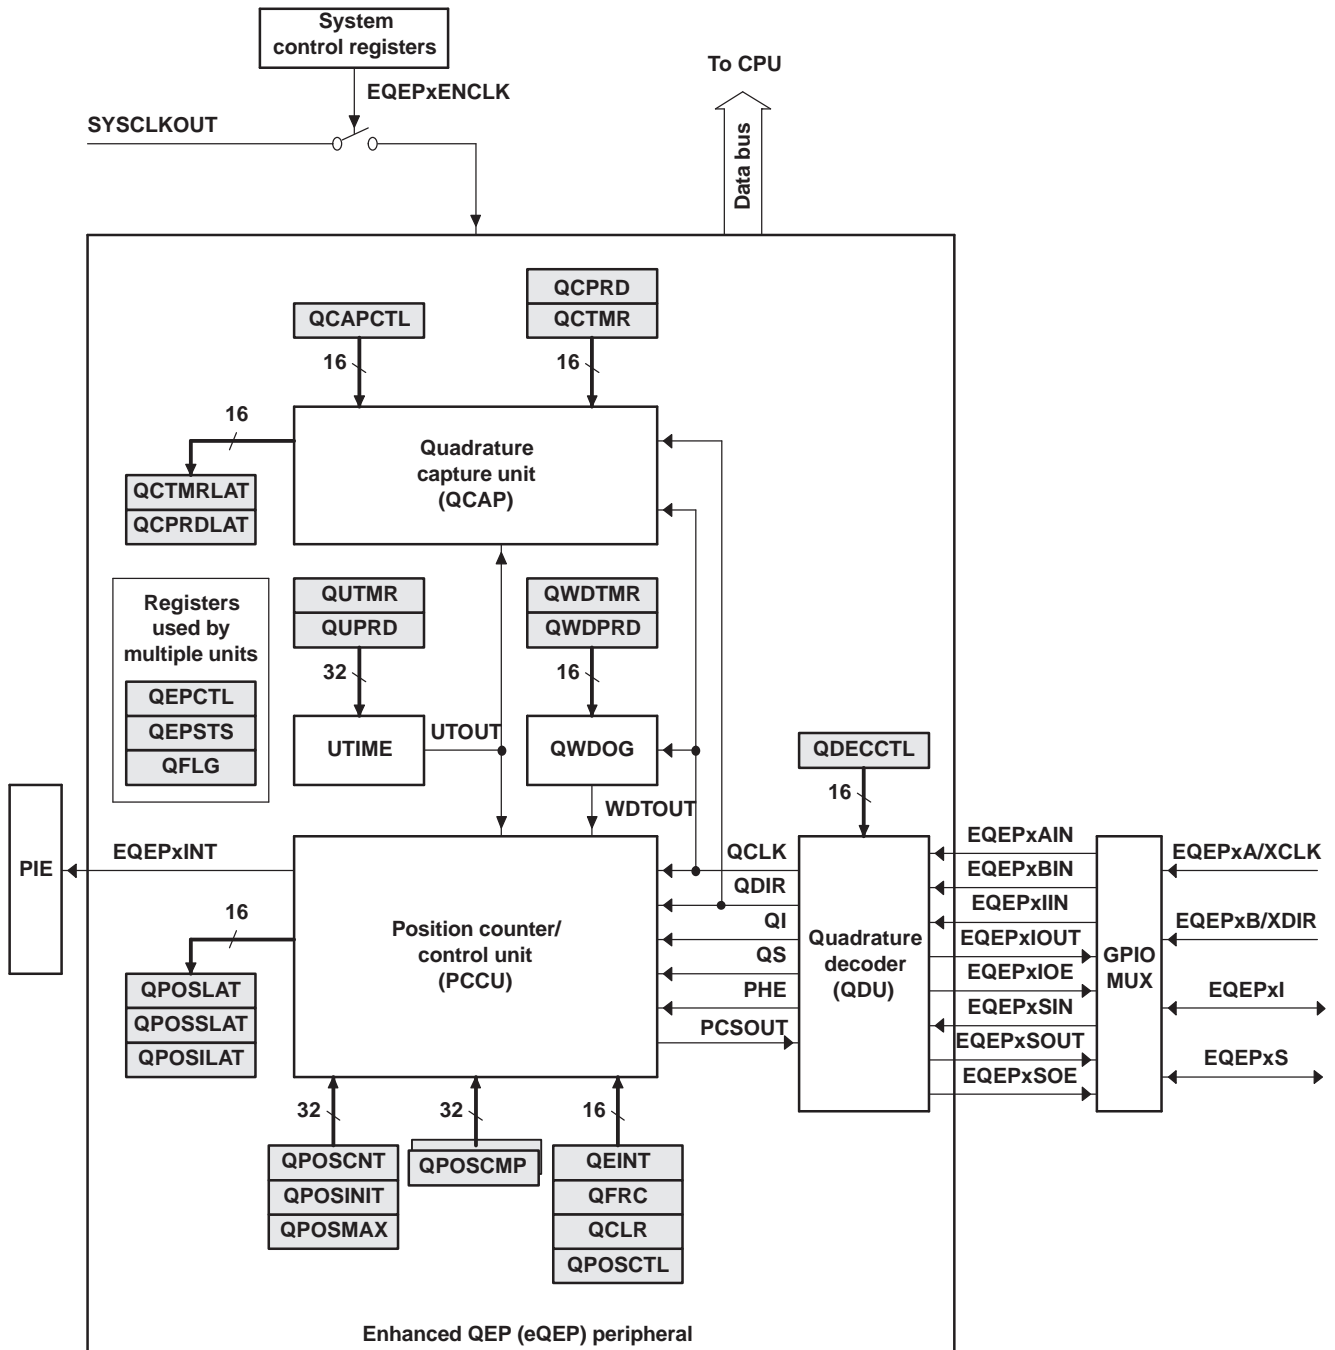 System
control registers
To CPU
EQEPxENCLK
SYSCLKOUT
Data bus
QCPRD
QCAPCTL
QCTMR
16
16
16
Quadrature
capture unit
(QCAP)
QCTMRLAT
QCPRDLAT
Registers
used by
multiple units
QEPCTL
QEPSTS
QFLG
QUTMR
QUPRD
QWDTMR
QWDPRD
32
16
UTIME
UTOUT
QWDOG
QDECCTL
WDTOUT
16
PIE
EQEPxINT
16
Position counter/
control unit
(PCCU)
QCLK
QDIR
QI
QS
PHE
PCSOUT
Quadrature
decoder
(QDU)
EQEPxAIN
EQEPxBIN
EQEPxIIN
EQEPxIOUT
EQEPxIOE
EQEPxSIN
EQEPxSOUT
EQEPxSOE
GPIO
MUX
EQEPxA/XCLK
EQEPxB/XDIR
EQEPxI
EQEPxS
QPOSLAT
QPOSSLAT
QPOSILAT
32
32
16
QPOSCNT
QPOSINIT
QPOSMAX
QPOSCMP
QEINT
QFRC
QCLR
QPOSCTL
Enhanced QEP (eQEP) peripheral